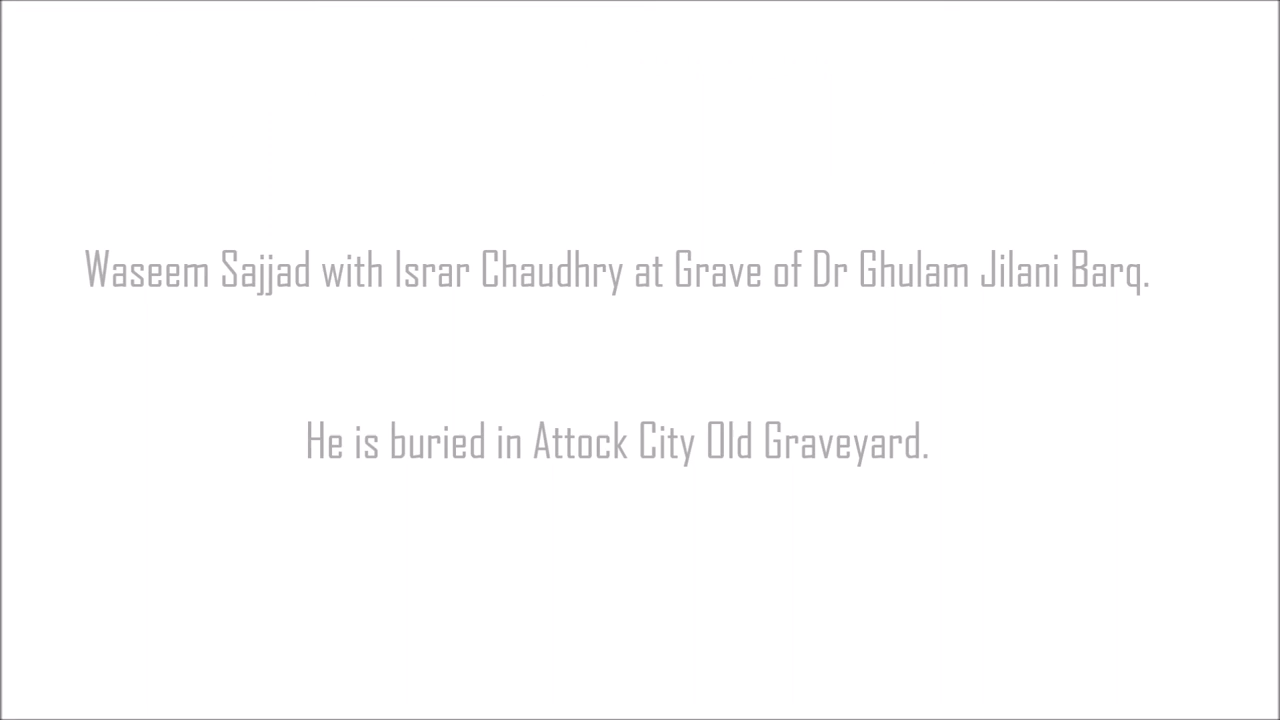 Waseem Sajjad with Israr Chaudhry at Grave of Dr Ghulam Jilani Barq.
He is buried in Attock City Old Graveyard.